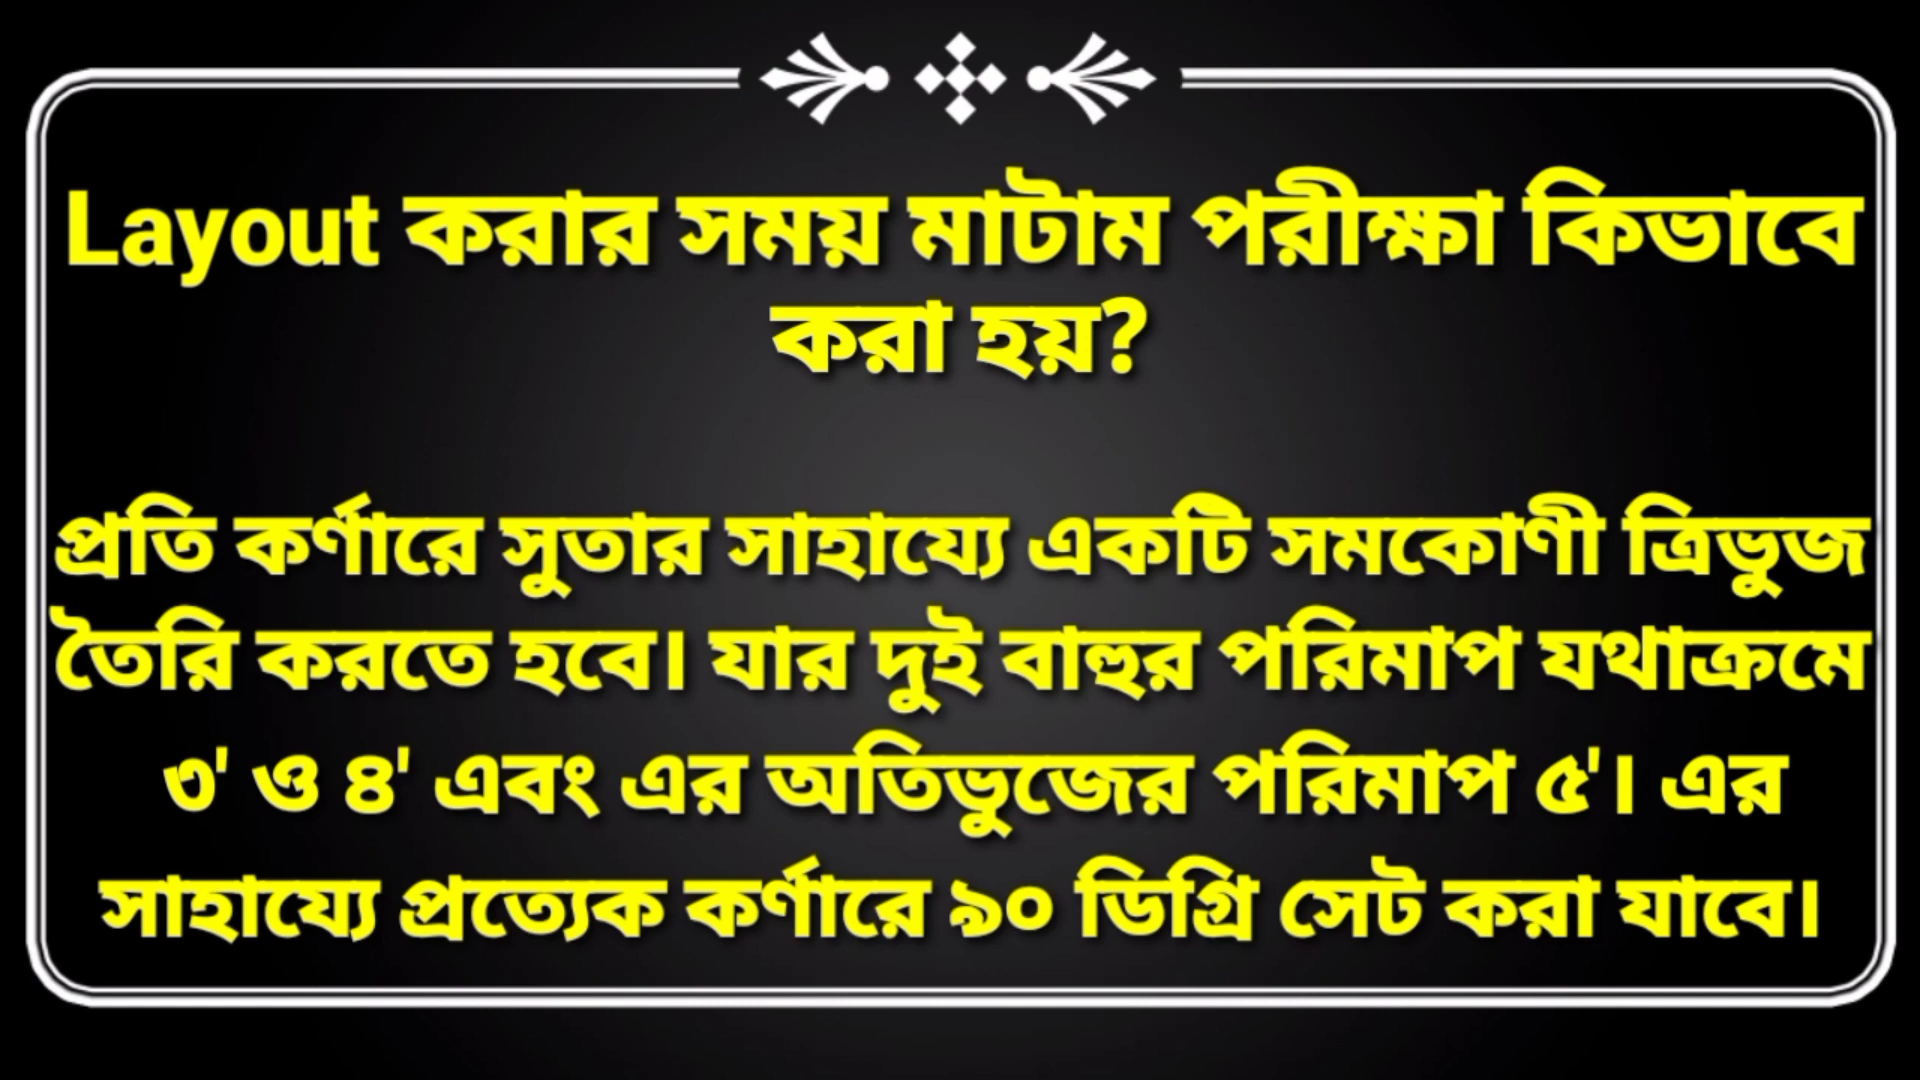 Layout করার সময় মাটাম পরীক্ষা কিভাবে
করা হয়?
প্রতি কর্ণারে সুতার সাহায্যে একটি সমকোণী ত্রিভুজ
তৈরি করতে হবে। যার দুই বাহুর পরিমাপ যথাক্রমে
৩' ও ৪' এবং এর অতিভুজের পরিমাপ ৫'। এর
সাহায্যে প্রত্যেক কর্ণারে ৯০ ডিগ্রি সেট করা যাবে।